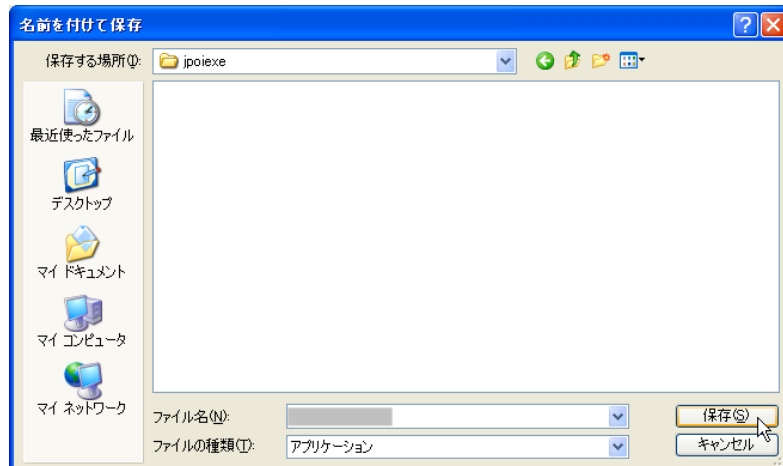 名前を付けて保存
保存する場所(I):
jpoiexe
最近使ったファイル
デスクトップ
マイ ドキュメント
マイ コンピュータ
マイ ネットワーク
ファイル名(N):
保存(S)
ファイルの種類(T):
アプリケーション
キャンセル